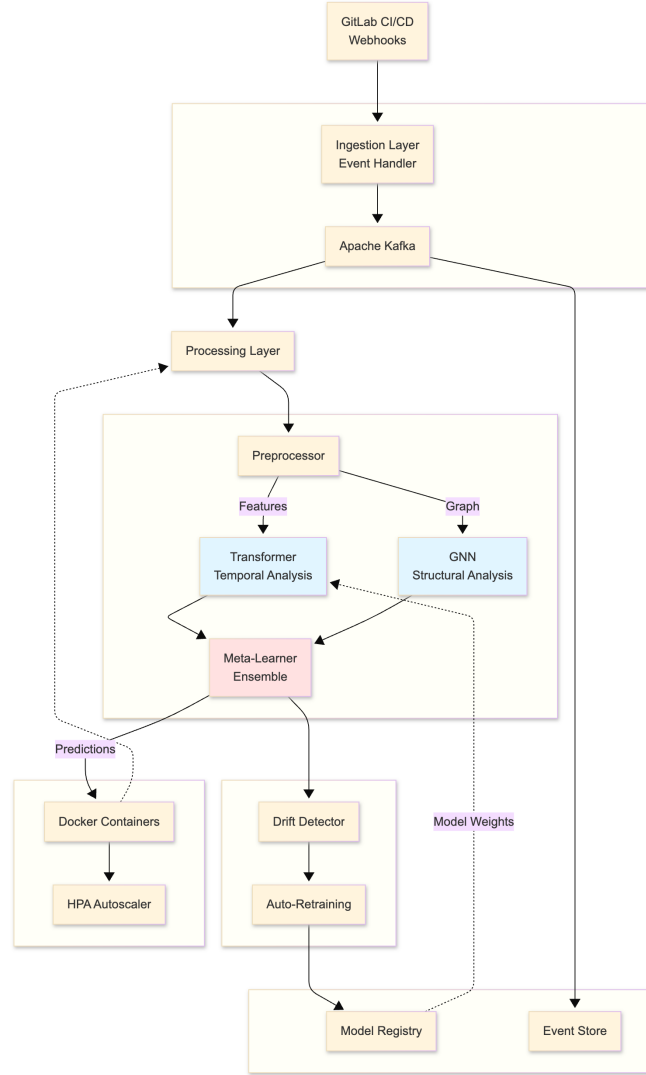 GitLab CI/CD
Webhooks
Ingestion Layer
Event Handler
Apache Kafka
Processing Layer
Preprocessor
Features
Graph
Transformer
Temporal Analysis
GNN
Structural Analysis
Meta-Learner
Ensemble
Predictions
Docker Containers
Drift Detector
Model Weights
HPA Autoscaler
Auto-Retraining
Model Registry
Event Store